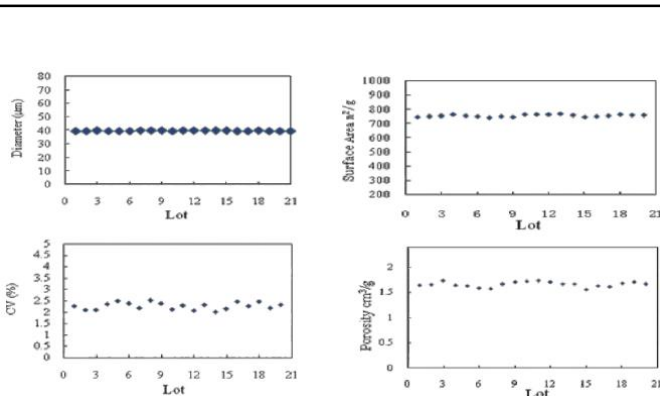 80
70
60
50
40
30
20
10
0
Diameter (µm)
0 3 6 9 12 15 18 21
Lot
1000
900
800
700
600
500
400
300
200
Surface Area m²/g
0 3 6 9 12 15 18 21
Lot
5
4.5
4
3.5
3
2.5
2
1.5
1
0.5
0
CV (%)
0 3 6 9 12 15 18 21
Lot
2
1.5
1
0.5
0
Porosity cm³/g
0 3 6 9 12 15 18 21
Lot